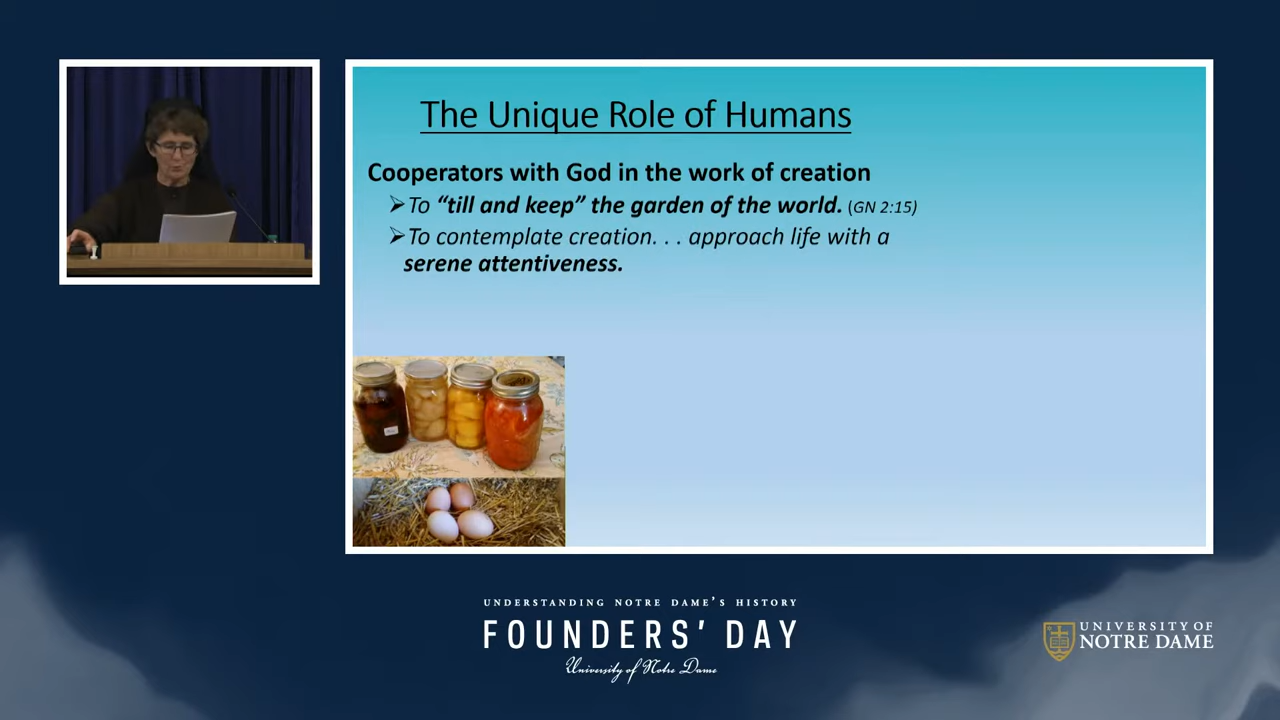 The Unique Role of Humans
Cooperators with God in the work of creation
➢To “till and keep” the garden of the world. (GN 2:15)
➢To contemplate creation. . . approach life with a
serene attentiveness.
UNDERSTANDING NOTRE DAME’S HISTORY
FOUNDERS’ DAY
University of Notre Dame
UNIVERSITY OF
NOTRE DAME